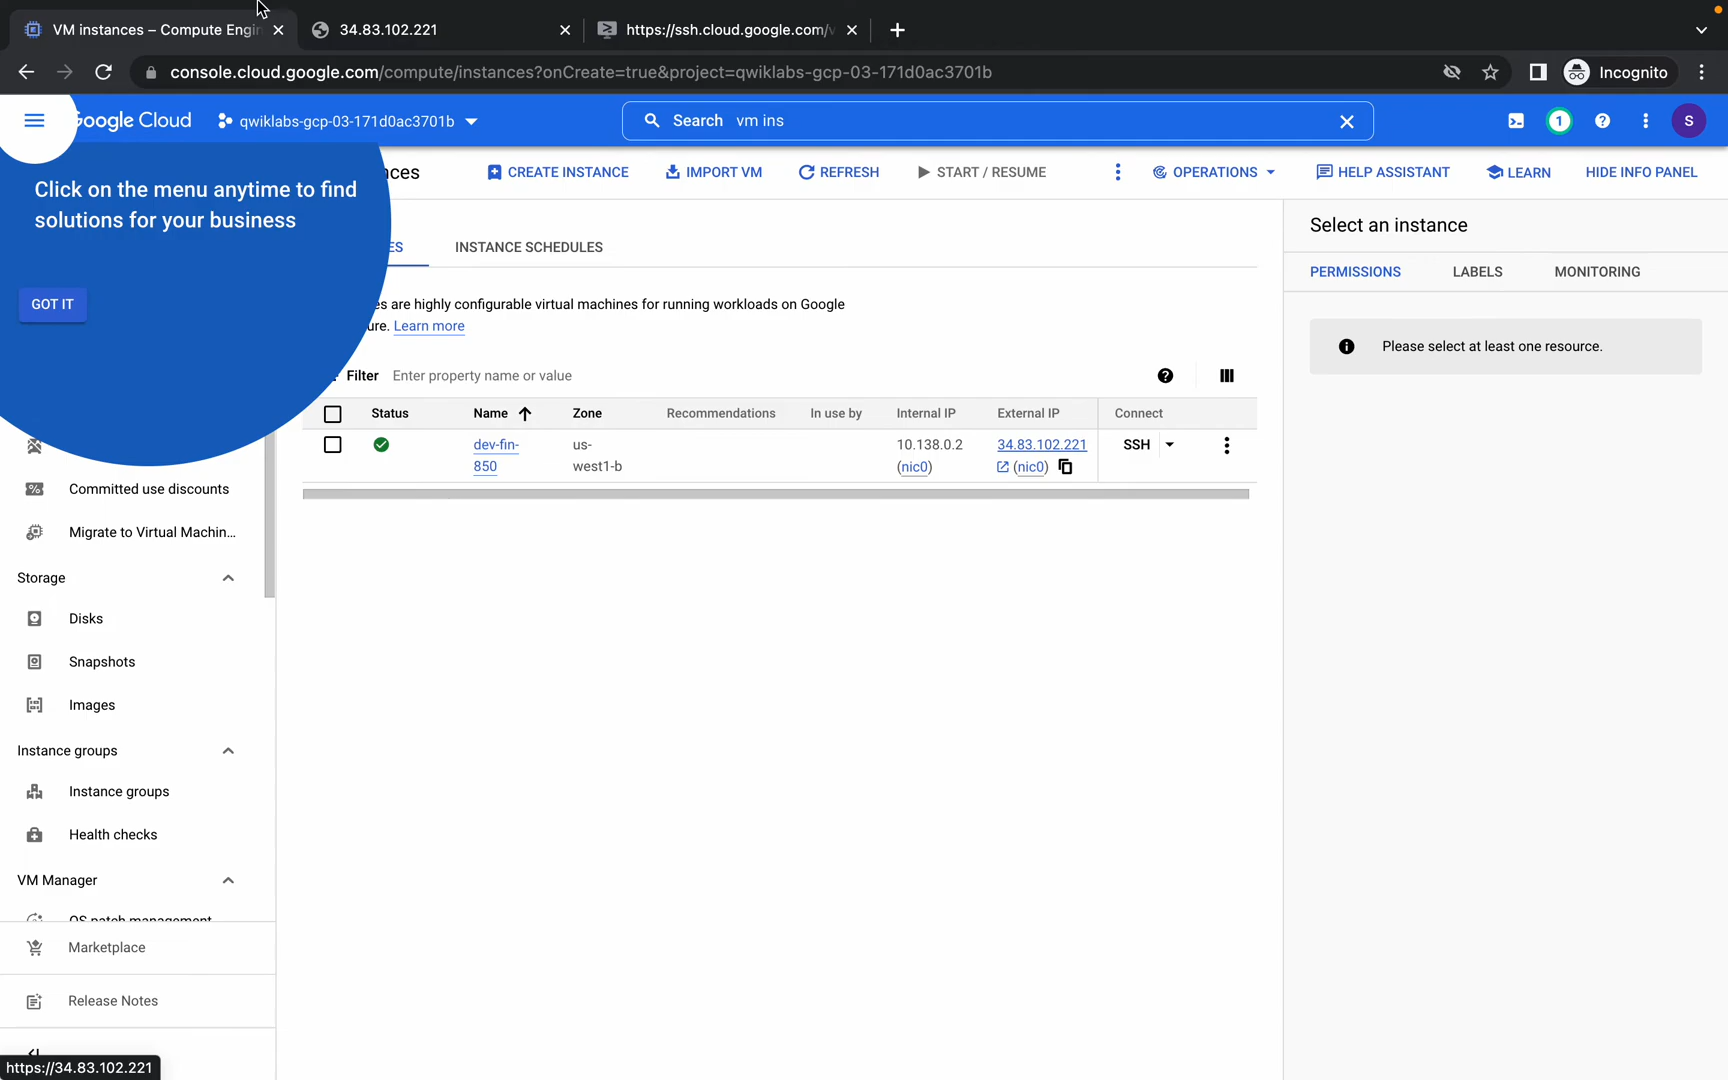 VM instances – Compute Engi
34.83.102.221
https://ssh.cloud.google.com/v
console.cloud.google.com/compute/instances?onCreate=true&project=qwiklabs-gcp-03-171d0ac3701b
Incognito
Google Cloud
qwiklabs-gcp-03-171d0ac3701b
Search vm ins
1
S
Click on the menu anytime to find
solutions for your business
GOT IT
nces
CREATE INSTANCE
IMPORT VM
REFRESH
START / RESUME
OPERATIONS
HELP ASSISTANT
LEARN
HIDE INFO PANEL
ES
INSTANCE SCHEDULES
es are highly configurable virtual machines for running workloads on Google
ure. Learn more
Filter Enter property name or value
Status Name Zone Recommendations In use by Internal IP External IP Connect
dev-fin- us- 10.138.0.2 34.83.102.221 SSH
850 west1-b (nic0) (nic0)
Select an instance
PERMISSIONS
LABELS
MONITORING
Please select at least one resource.
Committed use discounts
Migrate to Virtual Machin...
Storage
Disks
Snapshots
Images
Instance groups
Instance groups
Health checks
VM Manager
OS patch management
Marketplace
Release Notes
https://34.83.102.221